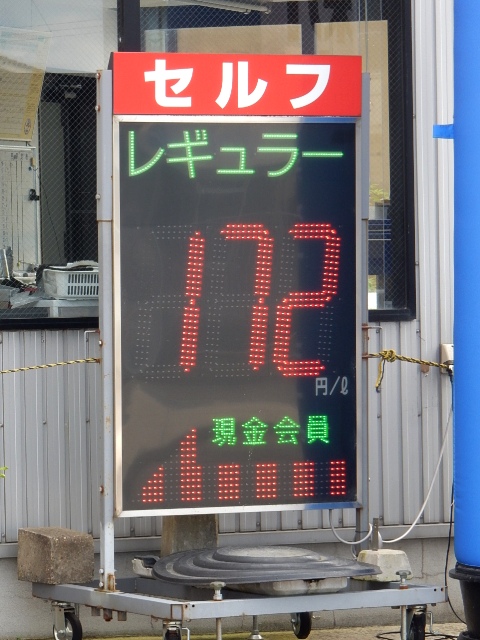 セルフ
レギュラー
172
円/ℓ
現金会員